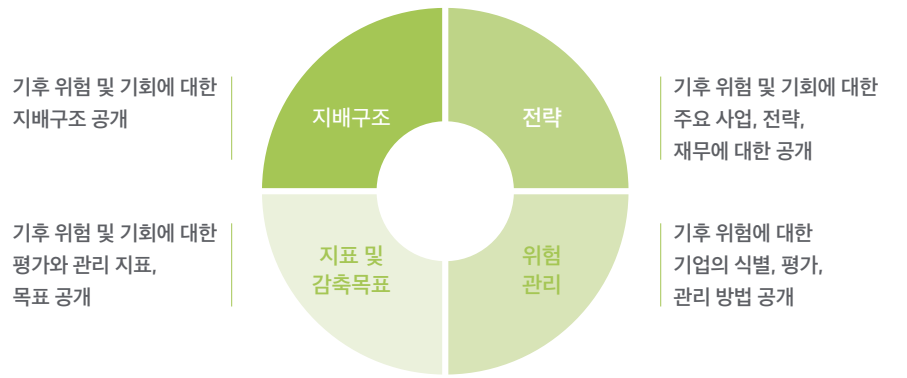 기후 위험 및 기회에 대한
지배구조 공개
지배구조
전략
기후 위험 및 기회에 대한
주요 사업, 전략,
재무에 대한 공개
기후 위험 및 기회에 대한
평가와 관리 지표,
목표 공개
지표 및
감축목표
위험
관리
기후 위험에 대한
기업의 식별, 평가,
관리 방법 공개